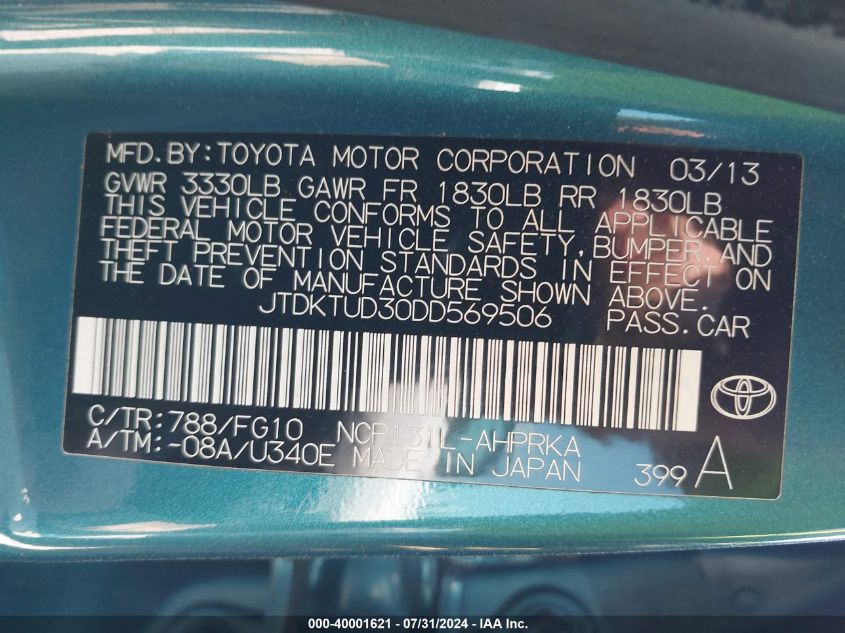 MFD.BY:TOYOTA MOTOR CORPORATION 03/13
GVWR 3330LB GAWR FR 1830LB RR 1830LB
THIS VEHICLE CONFORMS TO ALL APPLICABLE
FEDERAL MOTOR VEHICLE SAFETY,BUMPER,AND
THEFT PREVENTION STANDARDS IN EFFECT ON
THE DATE OF MANUFACTURE SHOWN ABOVE.
JTDKTUD30DD569506 PASS.CAR
C/TR:788/FG10 NCP131L-AHPRKA
A/TM:-08A/U340E MADE IN JAPAN 399 A
000-40001621 - 07/31/2024 - IAA Inc.